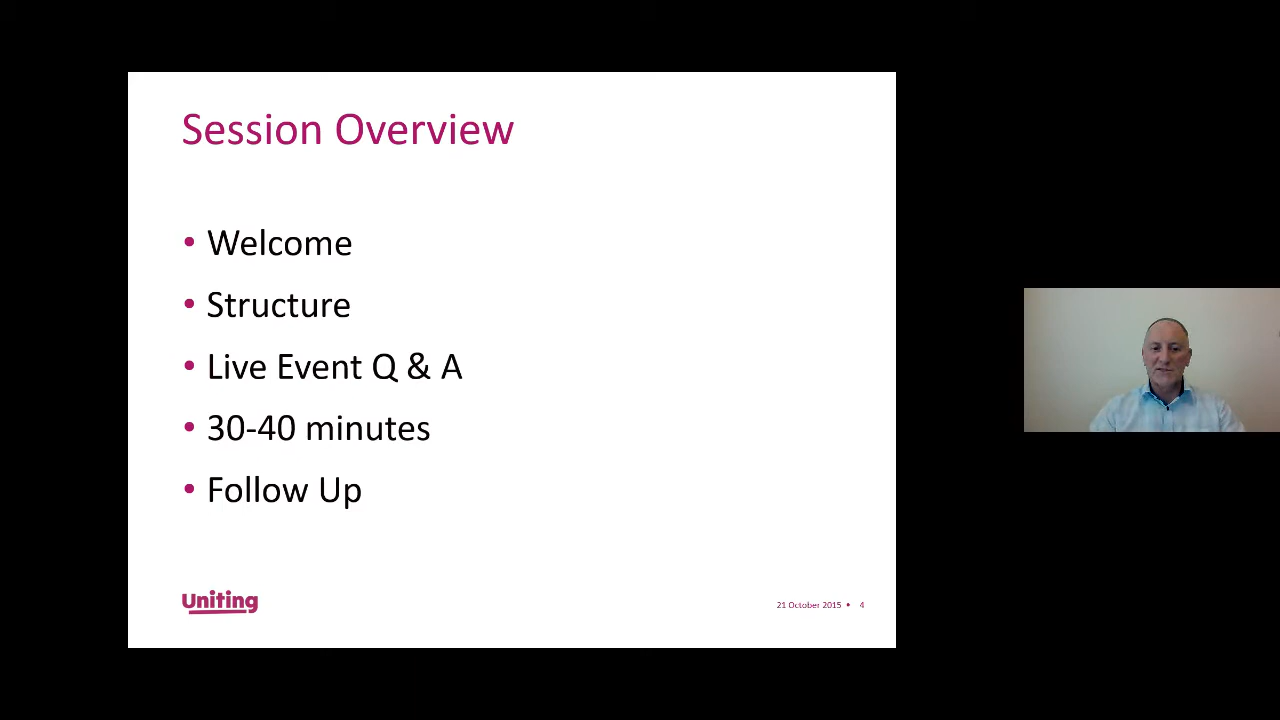 Session Overview
• Welcome
• Structure
• Live Event Q & A
• 30-40 minutes
• Follow Up
Uniting
21 October 2015 • 4